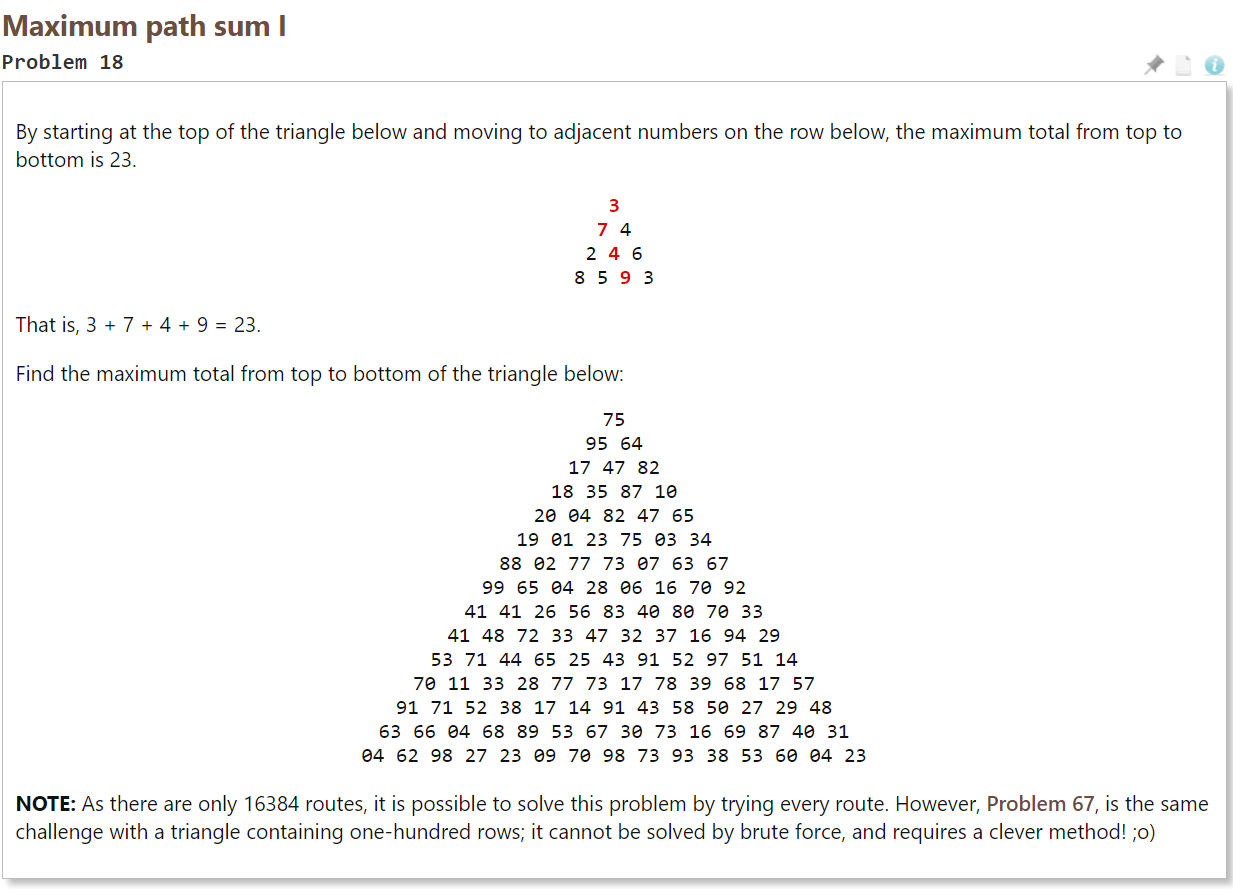 Maximum path sum I
Problem 18
By starting at the top of the triangle below and moving to adjacent numbers on the row below, the maximum total from top to
bottom is 23.
3
7 4
2 4 6
8 5 9 3
That is, 3 + 7 + 4 + 9 = 23.
Find the maximum total from top to bottom of the triangle below:
75
95 64
17 47 82
18 35 87 10
20 04 82 47 65
19 01 23 75 03 34
88 02 77 73 07 63 67
99 65 04 28 06 16 70 92
41 41 26 56 83 40 80 70 33
41 48 72 33 47 32 37 16 94 29
53 71 44 65 25 43 91 52 97 51 14
70 11 33 28 77 73 17 78 39 68 17 57
91 71 52 38 17 14 91 43 58 50 27 29 48
63 66 04 68 89 53 67 30 73 16 69 87 40 31
04 62 98 27 23 09 70 98 73 93 38 53 60 04 23
NOTE: As there are only 16384 routes, it is possible to solve this problem by trying every route. However, Problem 67, is the same
challenge with a triangle containing one-hundred rows; it cannot be solved by brute force, and requires a clever method! ;o)